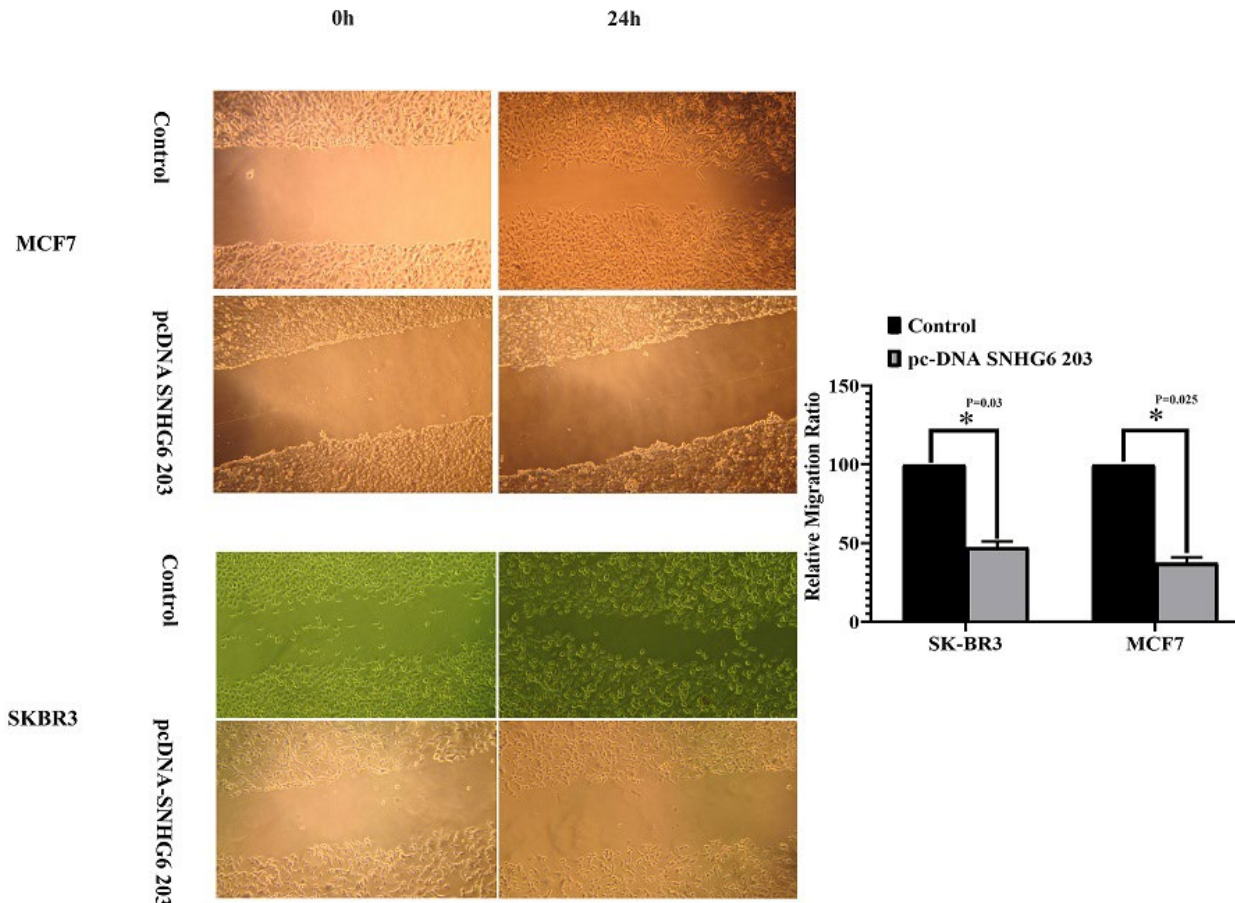 0h
24h
MCF7
Control
pcDNA SNHG6 203
SKBR3
Control
pcDNA-SNHG6 203
Control
pc-DNA SNHG6 203
Relative Migration Ratio
150
100
50
0
P=0.03
*
P=0.025
*
SK-BR3
MCF7